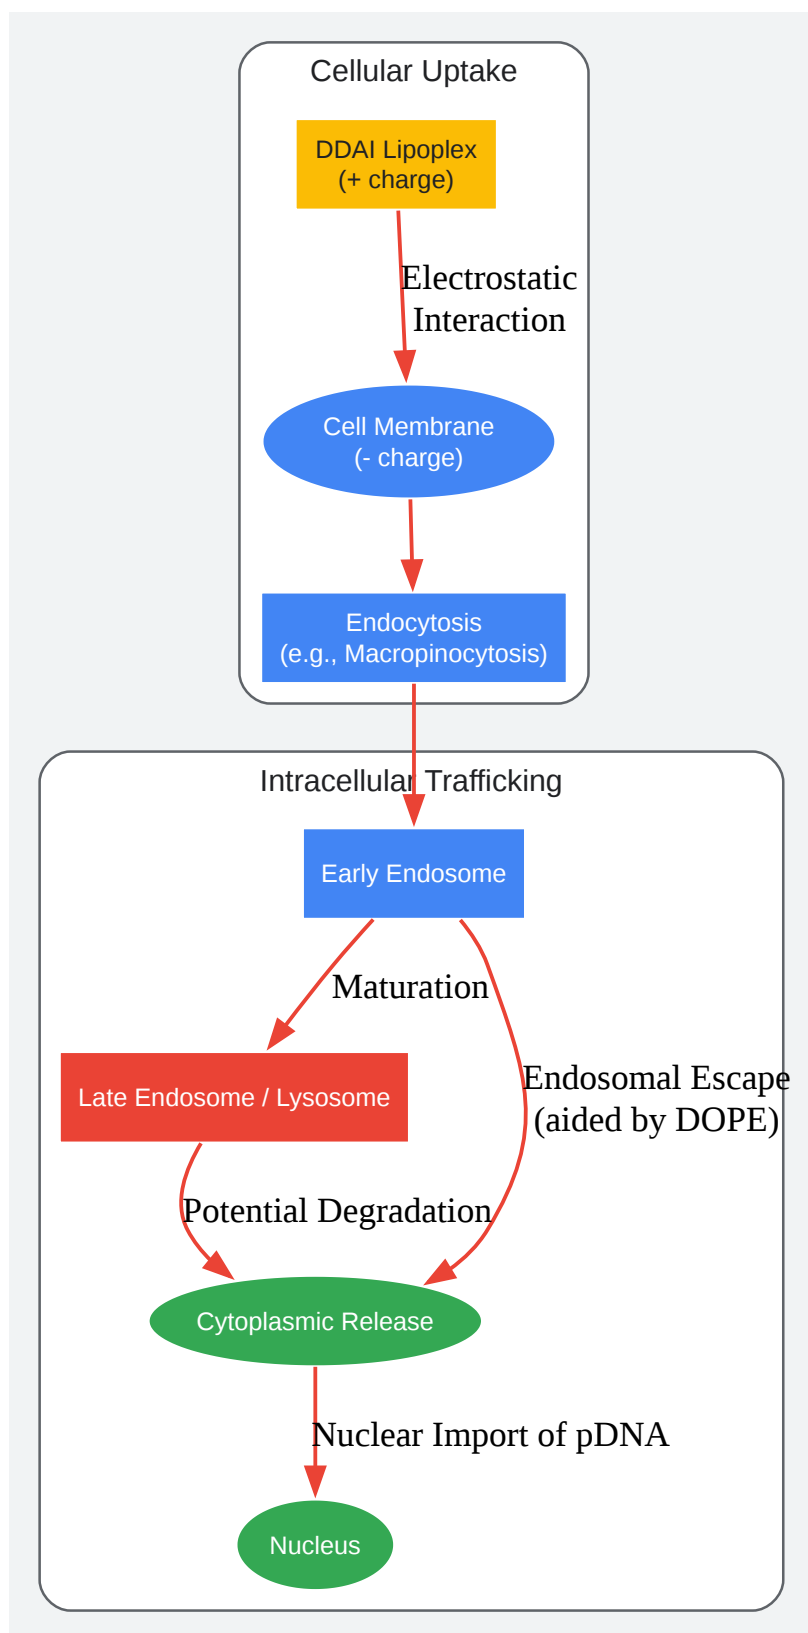 Cellular Uptake
DDAI Lipoplex
(+ charge)
Electrostatic
Interaction
Cell Membrane
(- charge)
Endocytosis
(e.g., Macropinocytosis)
Intracellular Trafficking
Early Endosome
Maturation
Endosomal Escape
(aided by DOPE)
Late Endosome / Lysosome
Potential Degradation
Cytoplasmic Release
Nuclear Import of pDNA
Nucleus